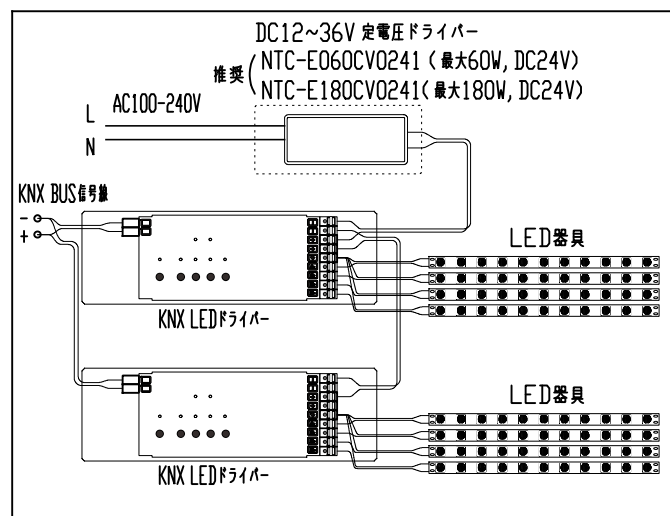 DC12~36V 定電圧ドライバー
推奨
NTC-E060CV0241(最大60W, DC24V)
NTC-E180CV0241(最大180W, DC24V)
AC100-240V
L
N
KNX BUS信号線
-
+
LED器具
KNX LEDドライバー
LED器具
KNX LEDドライバー